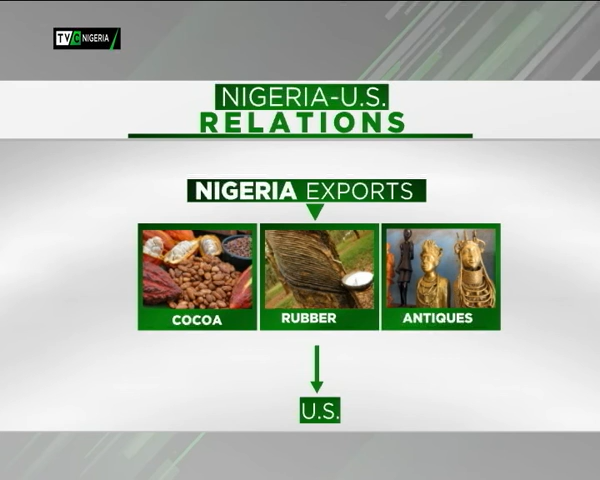 TVC NIGERIA
NIGERIA-U.S.
RELATIONS
NIGERIA EXPORTS
COCOA
RUBBER
ANTIQUES
U.S.